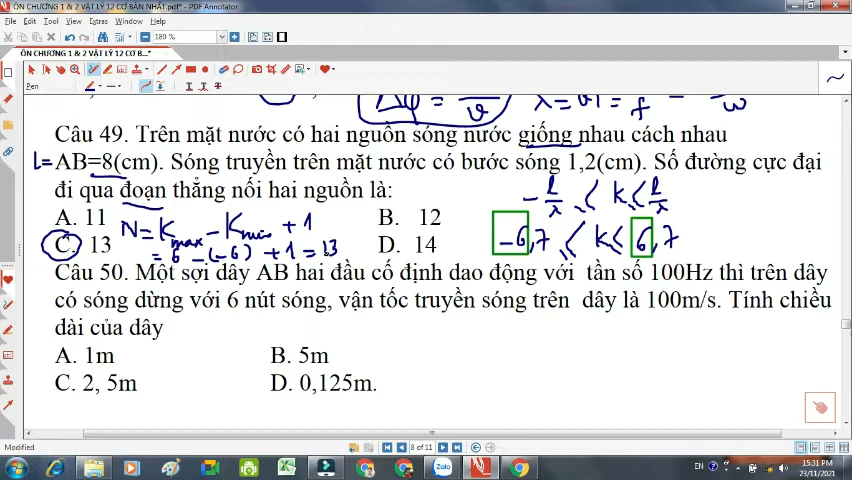 ÔN CHƯƠNG 1 & 2 VẬT LÝ 12 CƠ BẢN NHẤT.pdf* - PDF Annotator
File Edit Tool View Extras Window Help
180 %
ÔN CHƯƠNG 1 & 2 VẬT LÝ 12 CƠ B...*
Pen
Δφ = v λ = vT = f w
Câu 49. Trên mặt nước có hai nguồn sóng nước giống nhau cách nhau
l= AB=8(cm). Sóng truyền trên mặt nước có bước sóng 1,2(cm). Số đường cực đại
đi qua đoạn thẳng nối hai nguồn là:
- l/λ ≤ K ≤ l/λ
A. 11 B. 12
N = Kmax - Kmin + 1
-6,7 ≤ K ≤ 6,7
C. 13 D. 14
= 6 - (-6) + 1 = 13
Câu 50. Một sợi dây AB hai đầu cố định dao động với tần số 100Hz thì trên dây
có sóng dừng với 6 nút sóng, vận tốc truyền sóng trên dây là 100m/s. Tính chiều
dài của dây
A. 1m B. 5m
C. 2, 5m D. 0,125m.
8 of 11
Modified
Zalo
EN
15:31 PM
23/11/2021